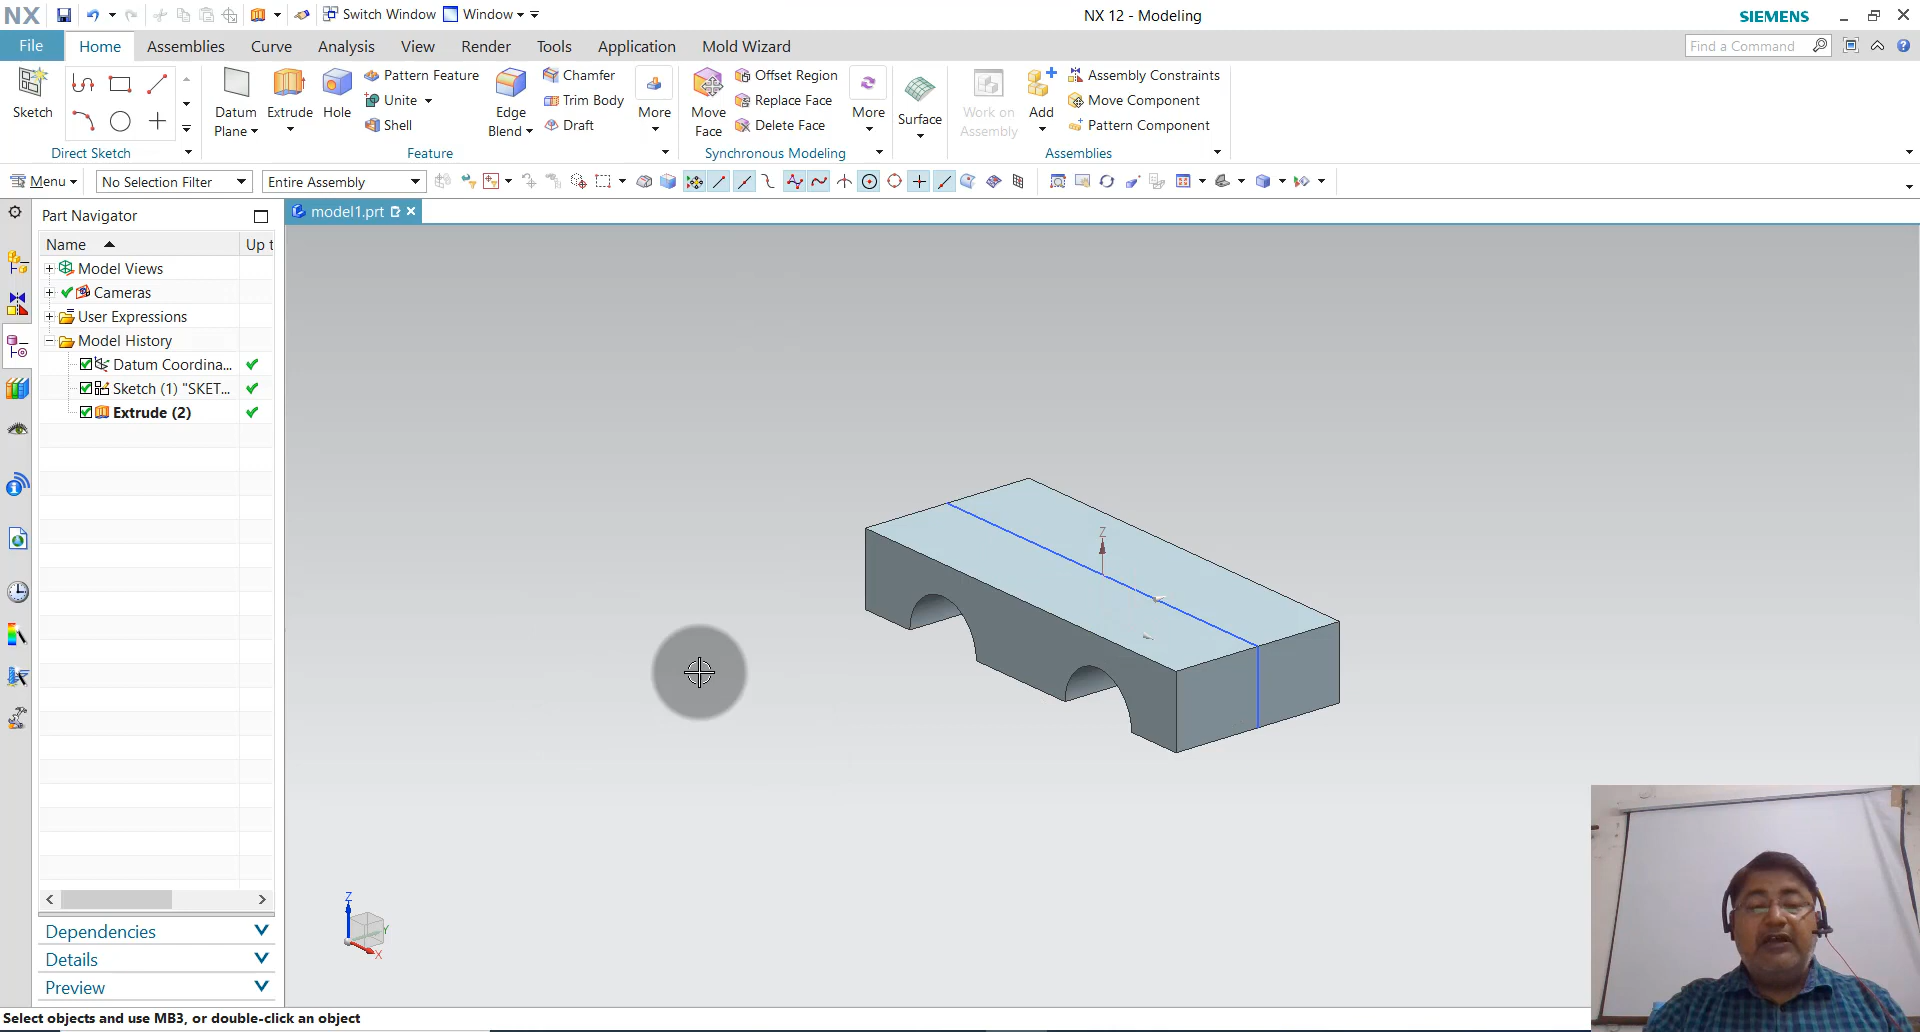 NX
Switch Window
Window
NX 12 - Modeling
SIEMENS
File
Home
Assemblies
Curve
Analysis
View
Render
Tools
Application
Mold Wizard
Find a Command
Sketch
Direct Sketch
Datum
Plane
Extrude
Hole
Pattern Feature
Unite
Shell
Edge
Blend
Chamfer
Trim Body
Draft
More
Feature
Move
Face
Offset Region
Replace Face
Delete Face
More
Synchronous Modeling
Surface
Work on
Assembly
Add
Assembly Constraints
Move Component
Pattern Component
Assemblies
Menu
No Selection Filter
Entire Assembly
Part Navigator
model1.prt
Name
Up t
Model Views
Cameras
User Expressions
Model History
Datum Coordina...
Sketch (1) "SKET...
Extrude (2)
Z
Z
Y
X
Dependencies
Details
Preview
Select objects and use MB3, or double-click an object